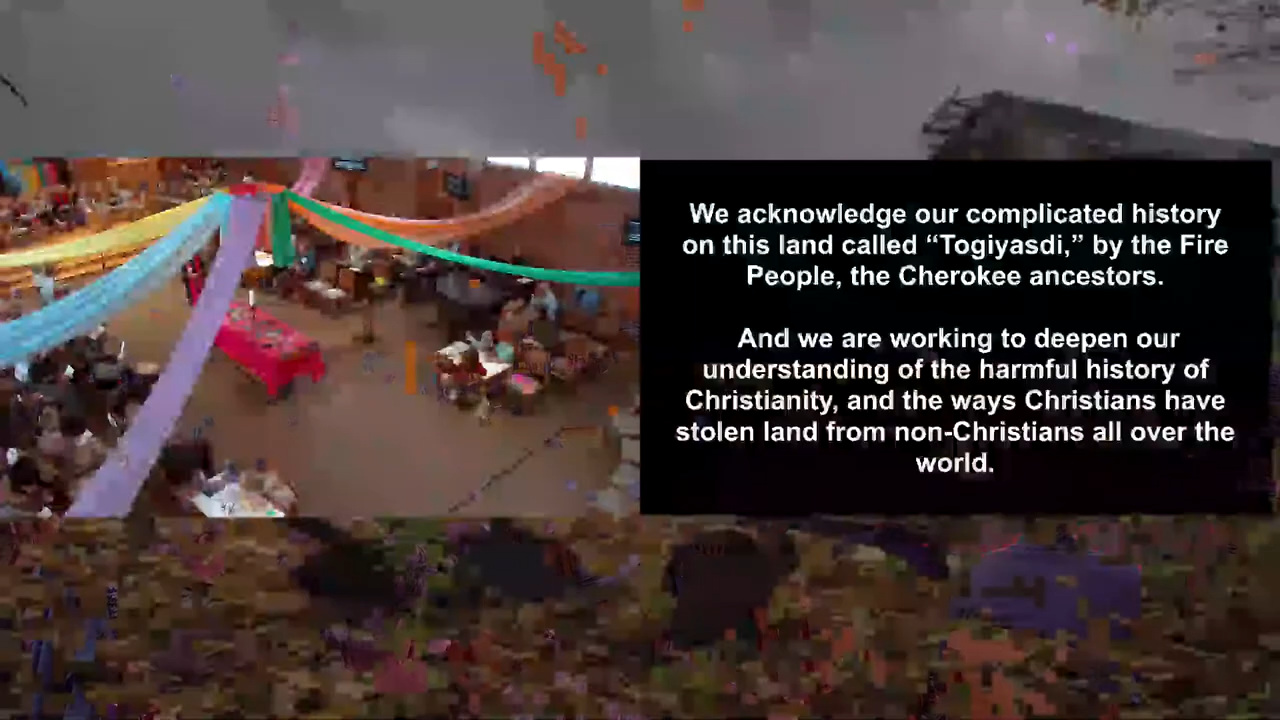 We acknowledge our complicated history
on this land called “Togiyasdi,” by the Fire
People, the Cherokee ancestors.
And we are working to deepen our
understanding of the harmful history of
Christianity, and the ways Christians have
stolen land from non-Christians all over the
world.